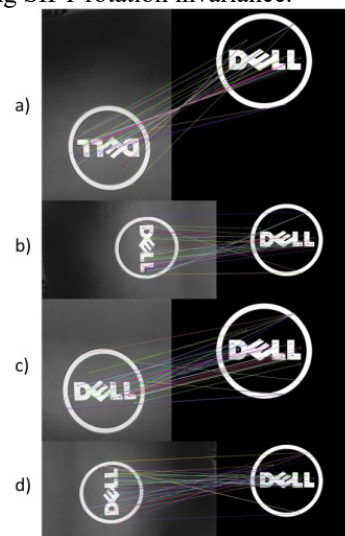 ng SIFT rotation invariance.
a)
DELL
DELL
b)
DELL
DELL
c)
DELL
DELL
d)
DELL
DELL